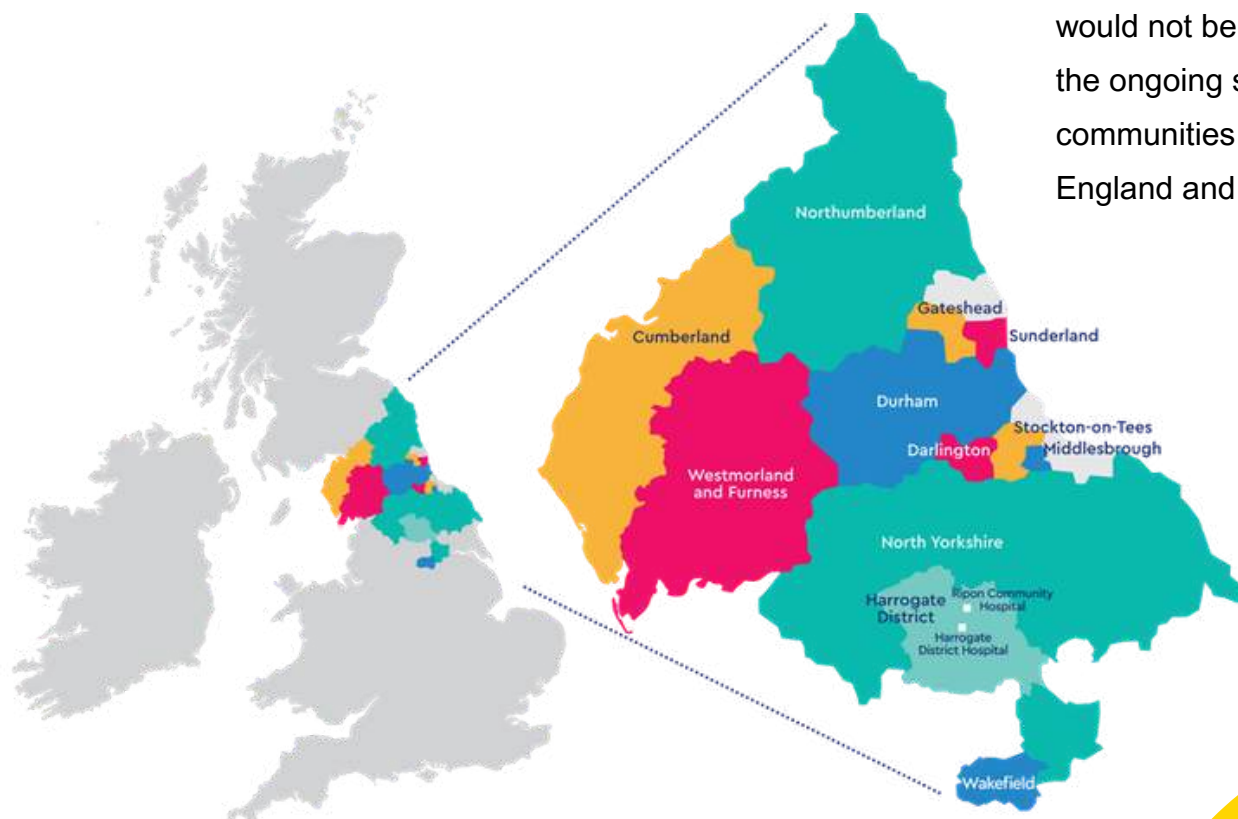 would not be
the ongoing s
communities
England and
Northumberland
Gateshead
Cumberland
Sunderland
Durham
Stockton-on-Tees
Darlington
Middlesbrough
Westmorland
and Furness
North Yorkshire
Harrogate
District
Ripon Community
Hospital
Harrogate
District Hospital
Wakefield